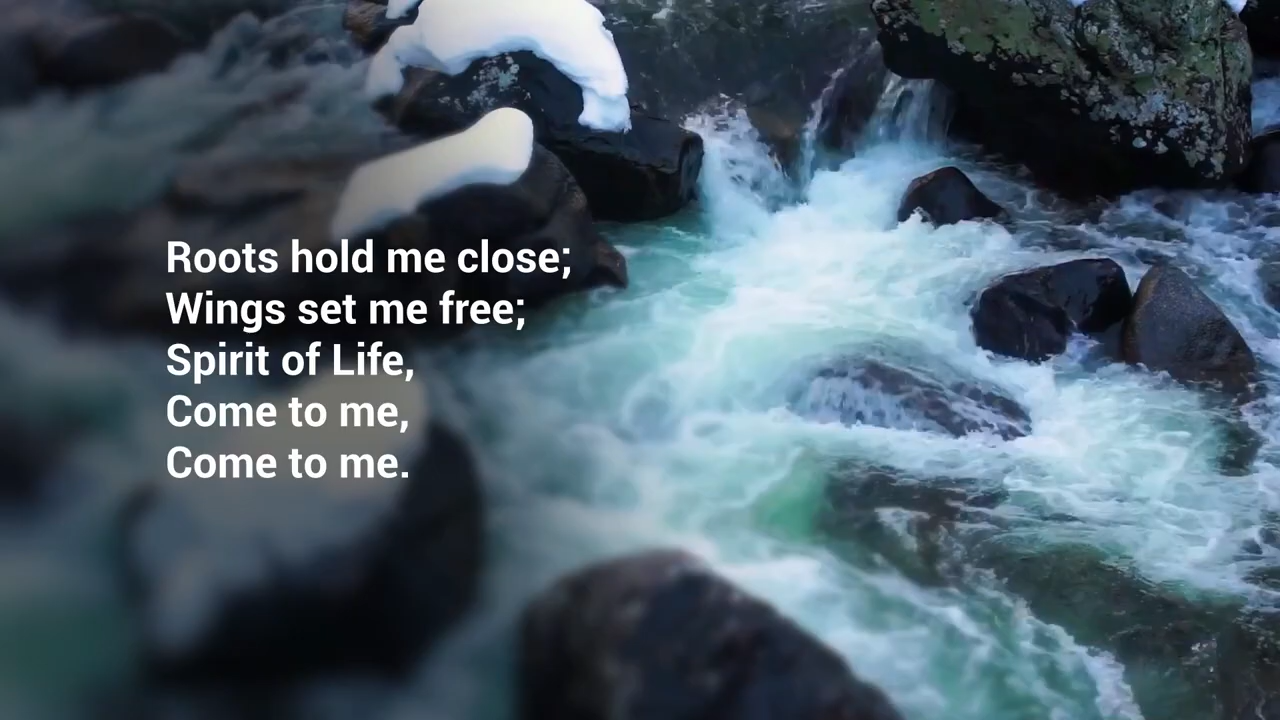 Roots hold me close;
Wings set me free;
Spirit of Life,
Come to me,
Come to me.